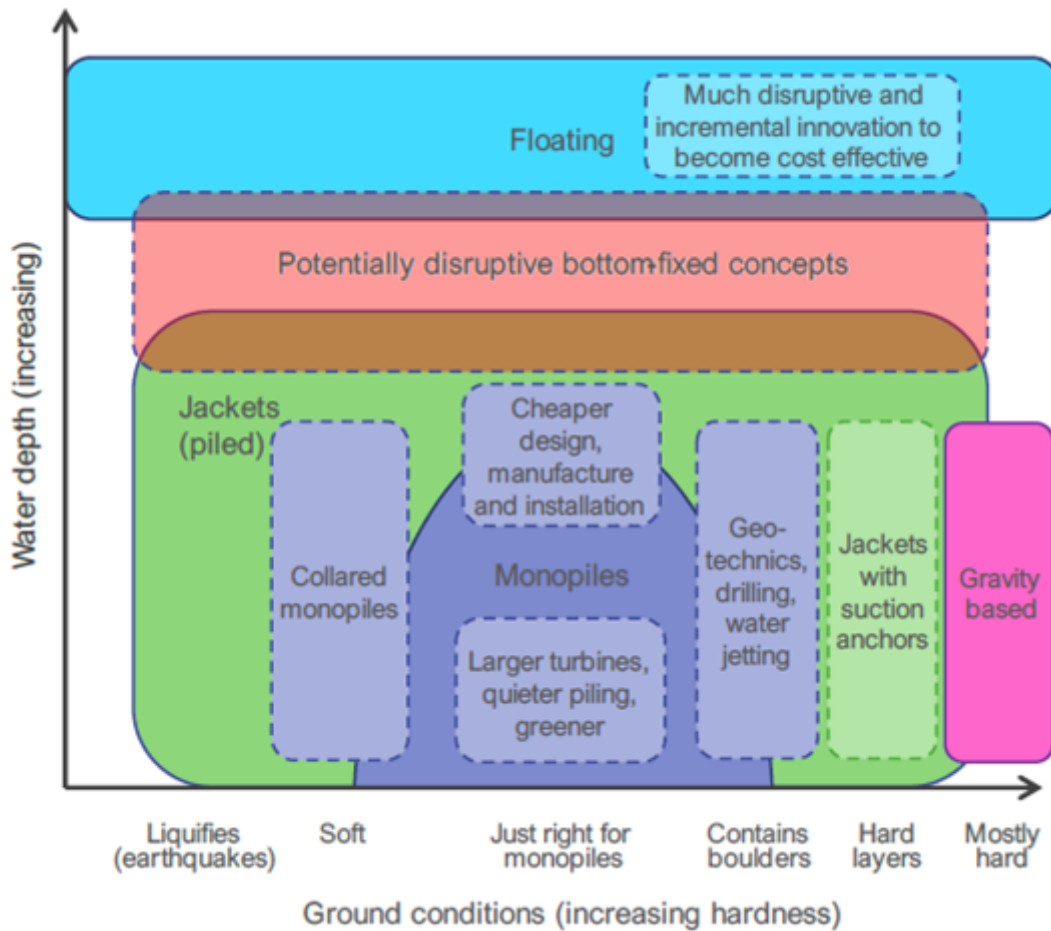 Much disruptive and
incremental innovation to
become cost effective
Floating
Potentially disruptive bottom-fixed concepts
Jackets
(piled)
Cheaper
design,
manufacture
and installation
Collared
monopiles
Monopiles
Larger turbines,
quieter piling,
greener
Geo-
technics,
drilling,
water
jetting
Jackets
with
suction
anchors
Gravity
based
Water depth (increasing)
Liquifies
(earthquakes)
Soft
Just right for
monopiles
Contains
boulders
Hard
layers
Mostly
hard
Ground conditions (increasing hardness)